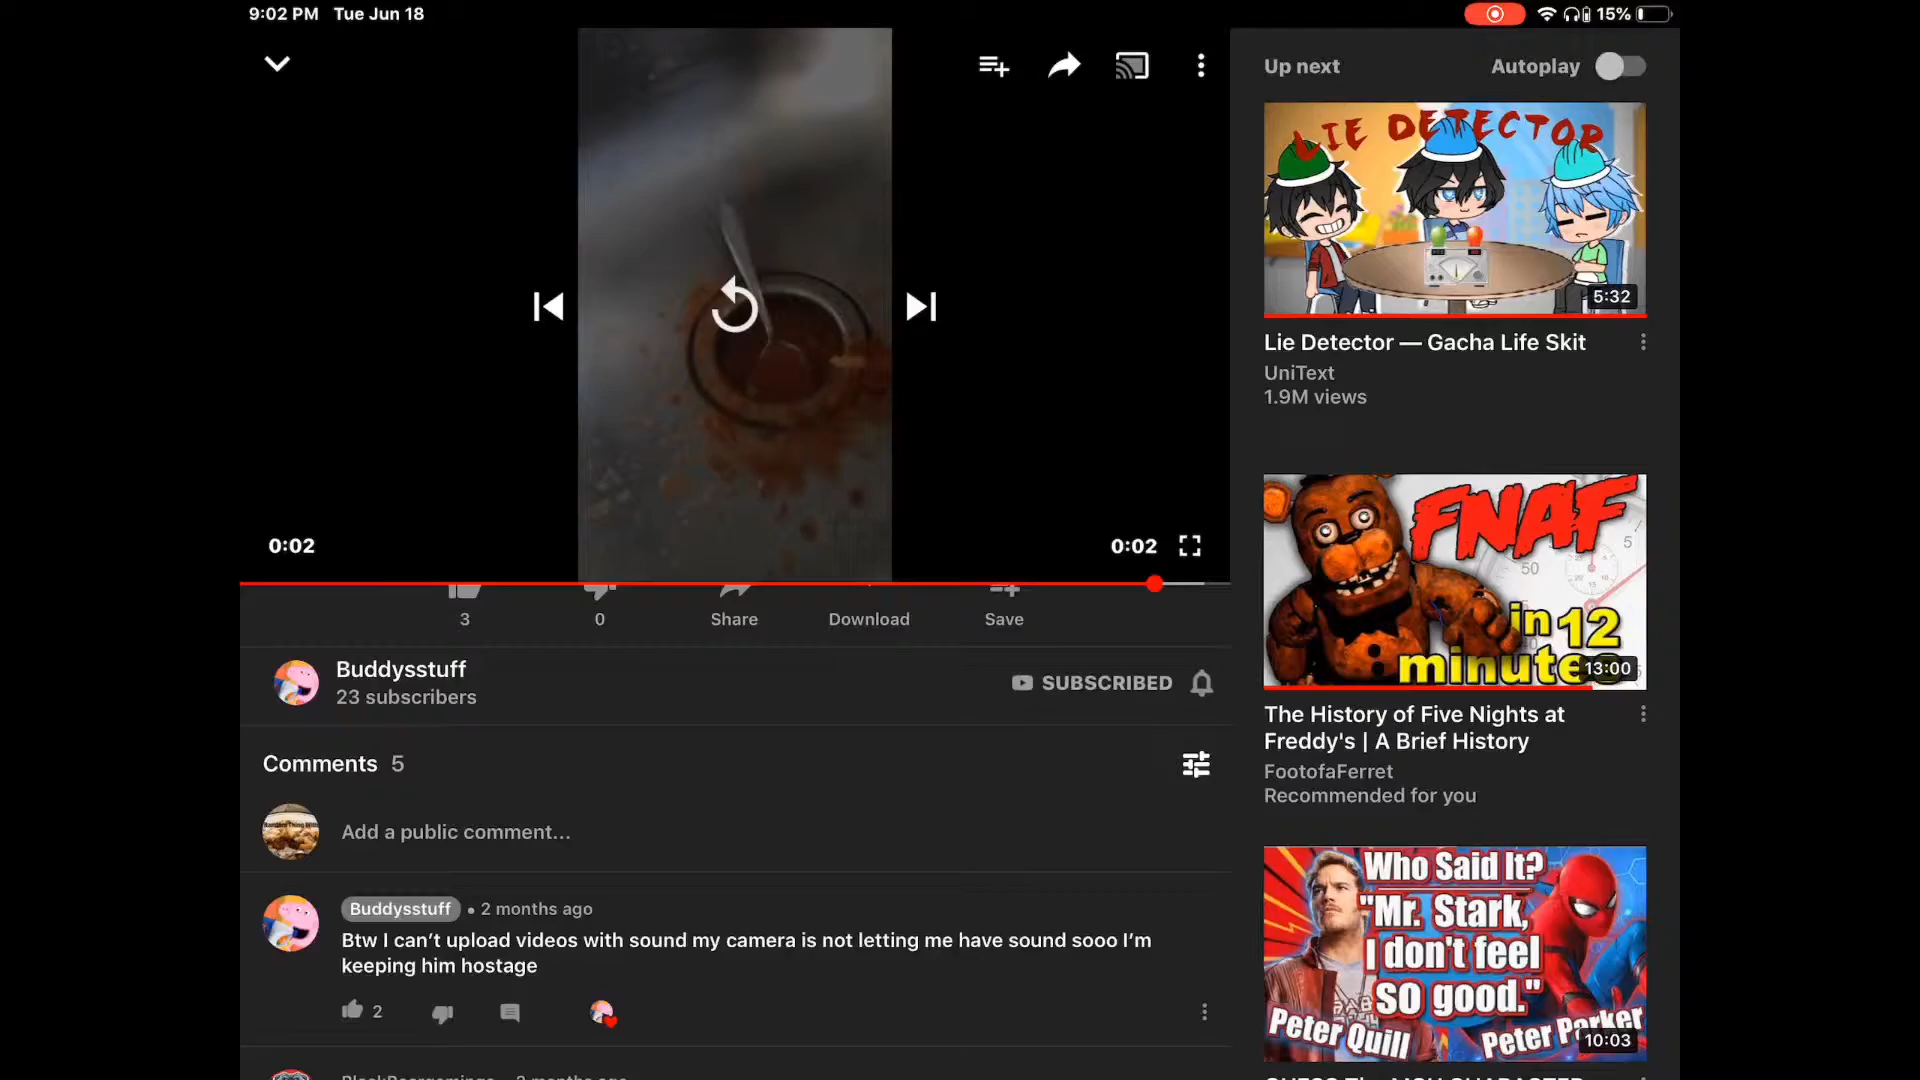 9:02 PM Tue Jun 18
15%
Up next
Autoplay
LIE DETECTOR
5:32
Lie Detector — Gacha Life Skit
UniText
1.9M views
0:02
0:02
3
0
Share
Download
Save
Buddysstuff
23 subscribers
SUBSCRIBED
Comments 5
Add a public comment...
Buddysstuff • 2 months ago
Btw I can't upload videos with sound my camera is not letting me have sound sooo I'm
keeping him hostage
2
FNAF
5
50
in 12
minutes
13:00
The History of Five Nights at
Freddy's | A Brief History
FootofaFerret
Recommended for you
Who Said It?
"Mr. Stark,
I don't feel
SO good."
Peter Quill
Peter Parker
10:03